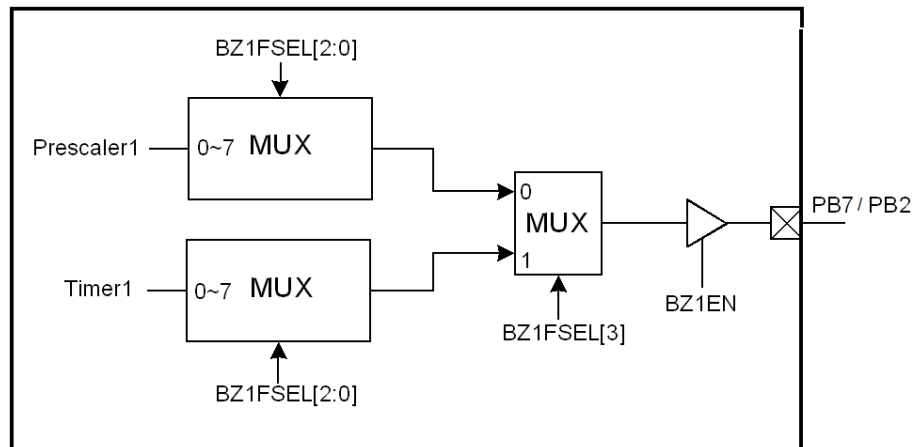 BZ1FSEL[2:0]
Prescaler1
0~7 MUX
0
MUX
1
PB7 / PB2
Timer1
0~7 MUX
BZ1EN
BZ1FSEL[3]
BZ1FSEL[2:0]